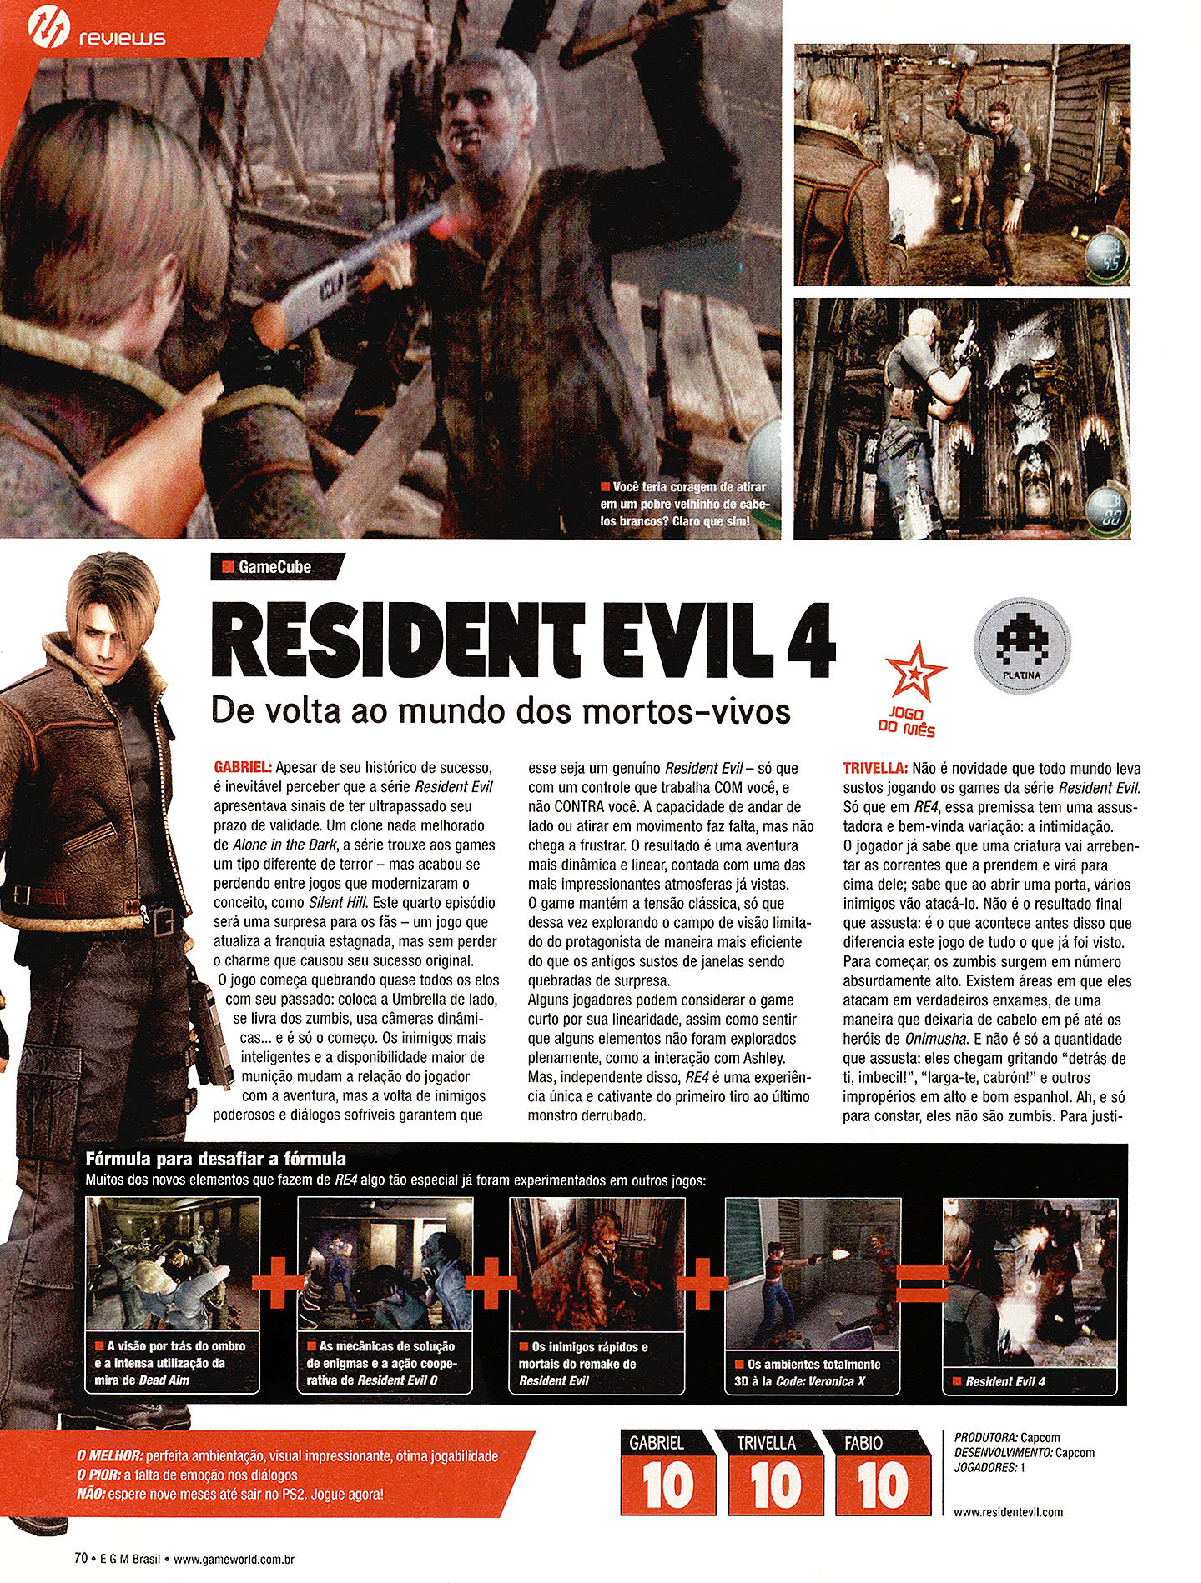 reviews
■ Você teria coragem de atirar
em um pobre velhinho de cabe-
los brancos? Claro que sim!
■ GameCube
RESIDENT EVIL 4
De volta ao mundo dos mortos-vivos
JOGO
DO MÊS
PLATINA
GABRIEL: Apesar de seu histórico de sucesso,
é inevitável perceber que a série Resident Evil
apresentava sinais de ter ultrapassado seu
prazo de validade. Um clone nada melhorado
de Alone in the Dark, a série trouxe aos games
um tipo diferente de terror – mas acabou se
perdendo entre jogos que modernizaram o
conceito, como Silent Hill. Este quarto episódio
será uma surpresa para os fãs – um jogo que
atualiza a franquia estagnada, mas sem perder
o charme que causou seu sucesso original.
O jogo começa quebrando quase todos os elos
com seu passado: coloca a Umbrella de lado,
se livra dos zumbis, usa câmeras dinâmi-
cas... e é só o começo. Os inimigos mais
inteligentes e a disponibilidade maior de
munição mudam a relação do jogador
com a aventura, mas a volta de inimigos
poderosos e diálogos sofríveis garantem que
esse seja um genuíno Resident Evil – só que
com um controle que trabalha COM você, e
não CONTRA você. A capacidade de andar de
lado ou atirar em movimento faz falta, mas não
chega a frustrar. O resultado é uma aventura
mais dinâmica e linear, contada com uma das
mais impressionantes atmosferas já vistas.
O game mantém a tensão clássica, só que
dessa vez explorando o campo de visão limita-
do do protagonista de maneira mais eficiente
do que os antigos sustos de janelas sendo
quebradas de surpresa.
Alguns jogadores podem considerar o game
curto por sua linearidade, assim como sentir
que alguns elementos não foram explorados
plenamente, como a interação com Ashley.
Mas, independente disso, RE4 é uma experiên-
cia única e cativante do primeiro tiro ao último
monstro derrubado.
TRIVELLA: Não é novidade que todo mundo leva
sustos jogando os games da série Resident Evil.
Só que em RE4, essa premissa tem uma assus-
tadora e bem-vinda variação: a intimidação.
O jogador já sabe que uma criatura vai arreben-
tar as correntes que a prendem e virá para
cima dele; sabe que ao abrir uma porta, vários
inimigos vão atacá-lo. Não é o resultado final
que assusta: é o que acontece antes disso que
diferencia este jogo de tudo o que já foi visto.
Para começar, os zumbis surgem em número
absurdamente alto. Existem áreas em que eles
atacam em verdadeiros enxames, de uma
maneira que deixaria de cabelo em pé até os
heróis de Onimusha. E não é só a quantidade
que assusta: eles chegam gritando “detrás de
ti, imbecil!”, “larga-te, cabrón!” e outros
impropérios em alto e bom espanhol. Ah, e só
para constar, eles não são zumbis. Para justi-
Fórmula para desafiar a fórmula
Muitos dos novos elementos que fazem de RE4 algo tão especial já foram experimentados em outros jogos:
■ A visão por trás do ombro
e a intensa utilização da
mira de Dead Aim
+
■ As mecânicas de solução
de enigmas e a ação coope-
rativa de Resident Evil 0
+
■ Os inimigos rápidos e
mortais do remake de
Resident Evil
+
■ Os ambientes totalmente
3D à la Code: Veronica X
=
■ Resident Evil 4
O MELHOR: perfeita ambientação, visual impressionante, ótima jogabilidade
O PIOR: a falta de emoção nos diálogos
NÃO: espere nove meses até sair no PS2. Jogue agora!
GABRIEL
10
TRIVELLA
10
FABIO
10
PRODUTORA: Capcom
DESENVOLVIMENTO: Capcom
JOGADORES: 1
www.residentevil.com
70 • E G M Brasil • www.gameworld.com.br